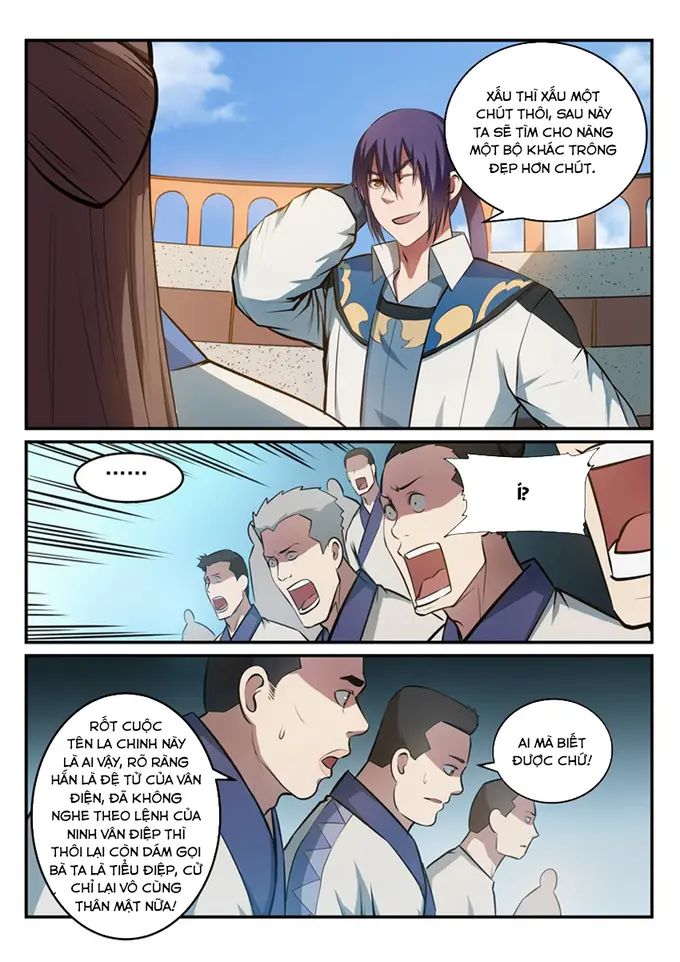 XẤU THÌ XẤU MỘT
CHÚT THÔI, SAU NÀY
TA SẼ TÌM CHO NÀNG
MỘT BỘ KHÁC TRÔNG
ĐẸP HƠN CHÚT.
......
Í?
RỐT CUỘC
TÊN LA CHINH NÀY
LÀ AI VẬY, RÕ RÀNG
HẮN LÀ ĐỆ TỬ CỦA VÂN
ĐIỆN, ĐÃ KHÔNG
NGHE THEO LỆNH CỦA
NINH VÂN ĐIỆP THÌ
THÔI LẠI CÒN DÁM GỌI
BÀ TA LÀ TIỂU ĐIỆP, CỬ
CHỈ LẠI VÔ CÙNG
THÂN MẬT NỮA!
AI MÀ BIẾT
ĐƯỢC CHỨ!